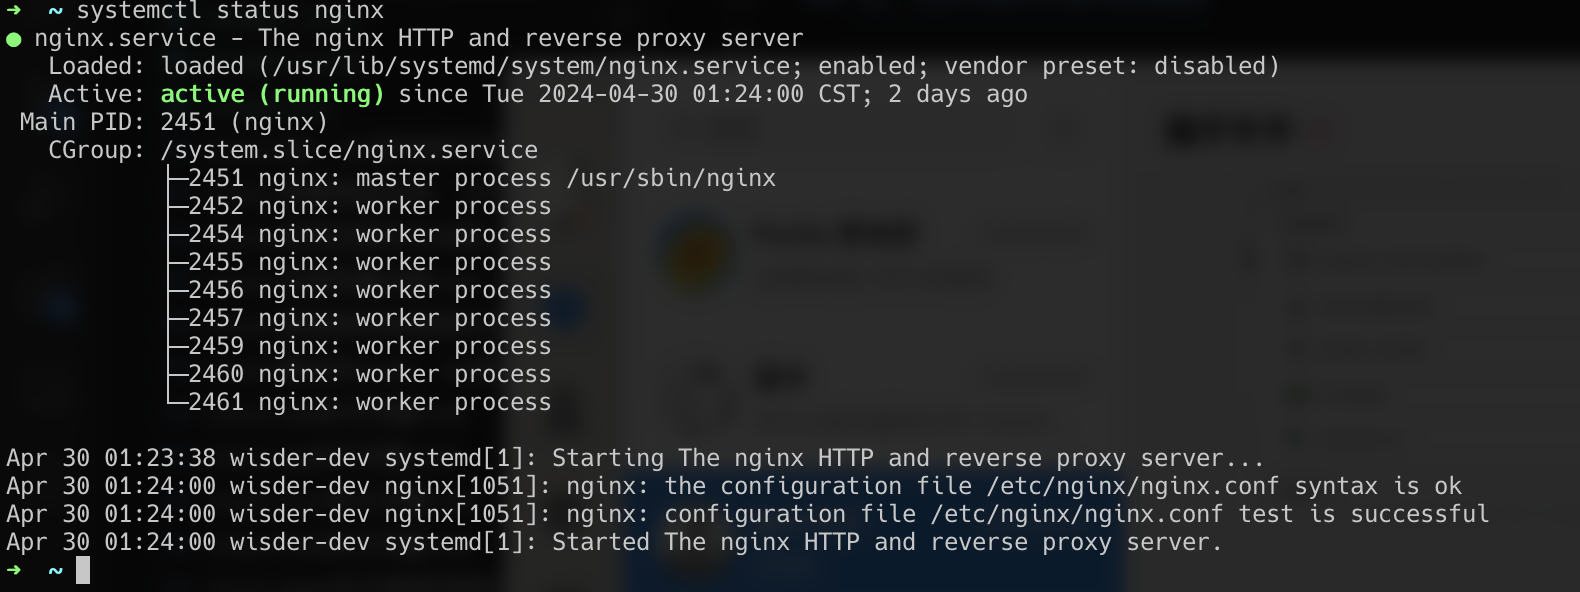 ➜  ~ systemctl status nginx
● nginx.service - The nginx HTTP and reverse proxy server
   Loaded: loaded (/usr/lib/systemd/system/nginx.service; enabled; vendor preset: disabled)
   Active: active (running) since Tue 2024-04-30 01:24:00 CST; 2 days ago
 Main PID: 2451 (nginx)
   CGroup: /system.slice/nginx.service
           ├─2451 nginx: master process /usr/sbin/nginx
           ├─2452 nginx: worker process
           ├─2454 nginx: worker process
           ├─2455 nginx: worker process
           ├─2456 nginx: worker process
           ├─2457 nginx: worker process
           ├─2459 nginx: worker process
           ├─2460 nginx: worker process
           └─2461 nginx: worker process
Apr 30 01:23:38 wisder-dev systemd[1]: Starting The nginx HTTP and reverse proxy server...
Apr 30 01:24:00 wisder-dev nginx[1051]: nginx: the configuration file /etc/nginx/nginx.conf syntax is ok
Apr 30 01:24:00 wisder-dev nginx[1051]: nginx: configuration file /etc/nginx/nginx.conf test is successful
Apr 30 01:24:00 wisder-dev systemd[1]: Started The nginx HTTP and reverse proxy server.
➜  ~